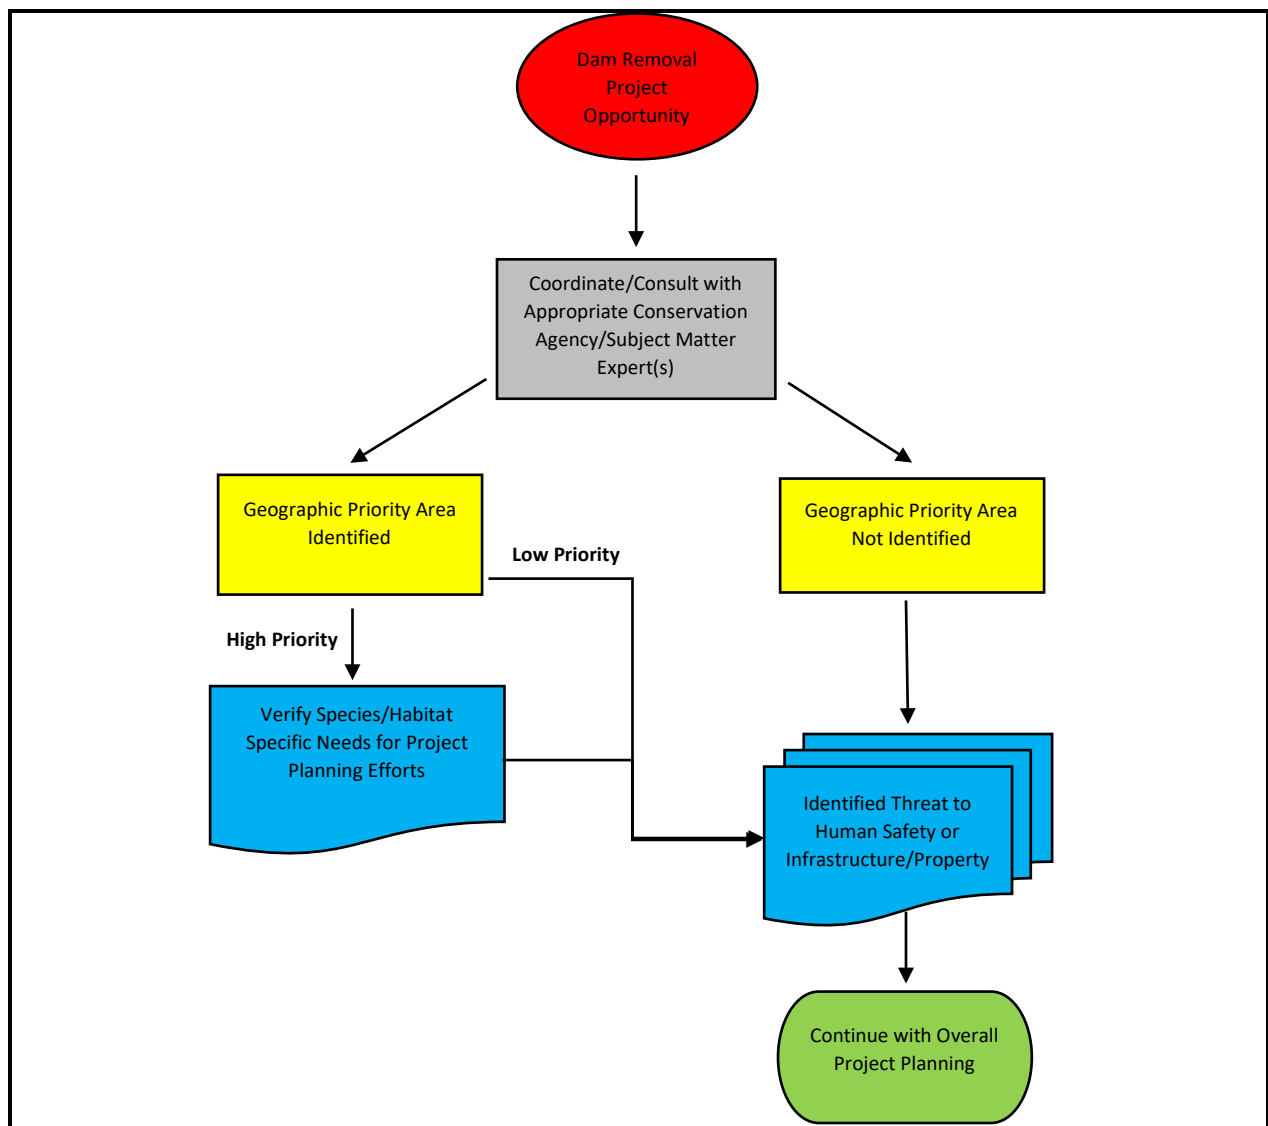 Dam Removal
Project
Opportunity
Coordinate/Consult with
Appropriate Conservation
Agency/Subject Matter
Expert(s)
Geographic Priority Area
Identified
Geographic Priority Area
Not Identified
Low Priority
High Priority
Verify Species/Habitat
Specific Needs for Project
Planning Efforts
Identified Threat to
Human Safety or
Infrastructure/Property
Continue with Overall
Project Planning